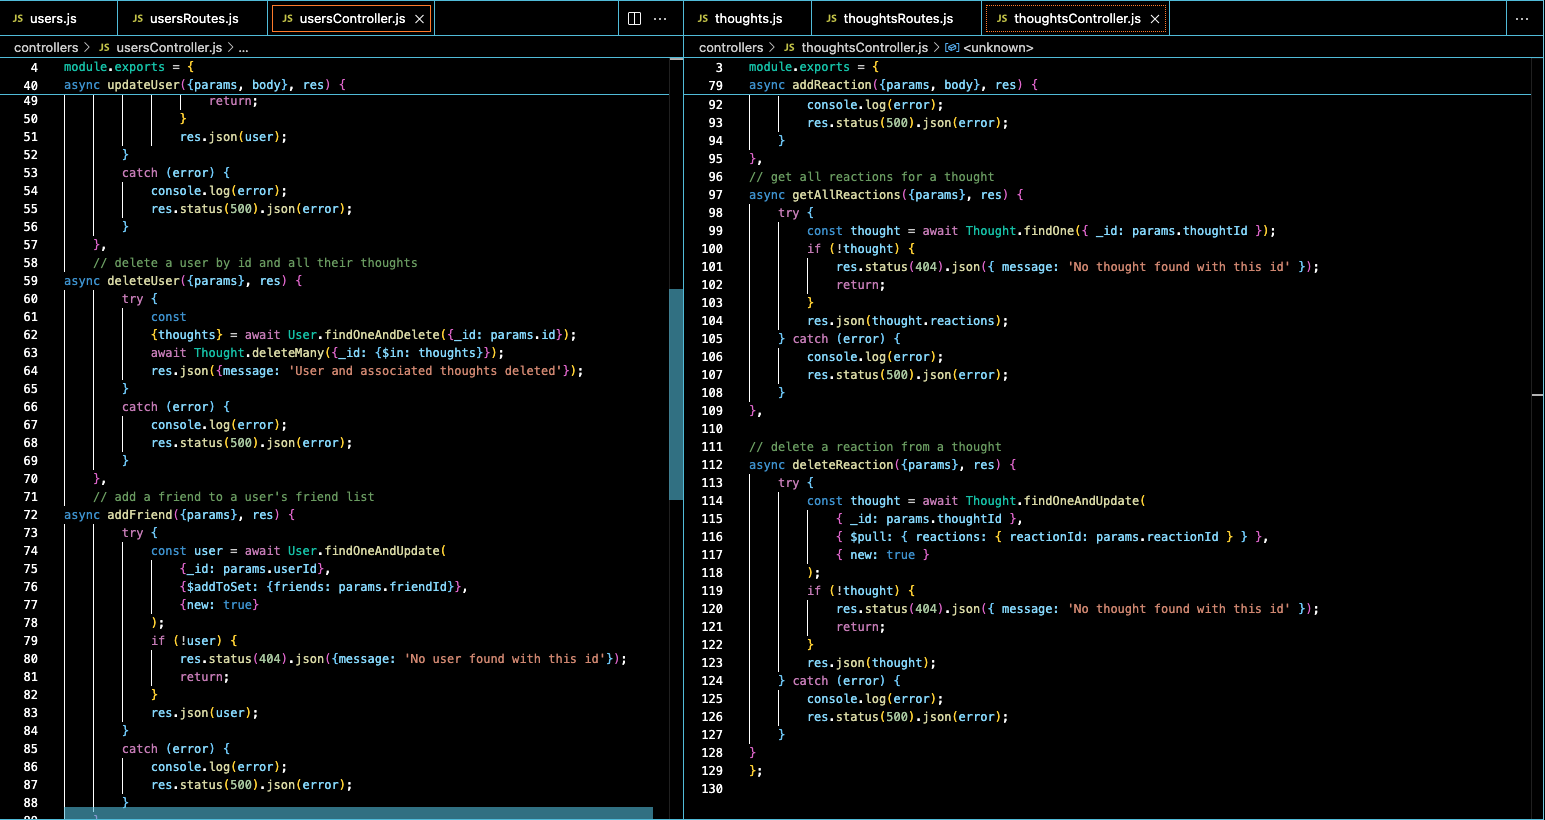 JS users.js
JS usersRoutes.js
JS usersController.js ×
···
controllers > JS usersController.js > ...
4 module.exports = {
40 async updateUser({params, body}, res) {
49 return;
50 }
51 res.json(user);
52 }
53 catch (error) {
54 console.log(error);
55 res.status(500).json(error);
56 }
57 },
58 // delete a user by id and all their thoughts
59 async deleteUser({params}, res) {
60 try {
61 const
62 {thoughts} = await User.findOneAndDelete({_id: params.id});
63 await Thought.deleteMany({_id: {$in: thoughts}});
64 res.json({message: 'User and associated thoughts deleted'});
65 }
66 catch (error) {
67 console.log(error);
68 res.status(500).json(error);
69 }
70 },
71 // add a friend to a user's friend list
72 async addFriend({params}, res) {
73 try {
74 const user = await User.findOneAndUpdate(
75 {_id: params.userId},
76 {$addToSet: {friends: params.friendId}},
77 {new: true}
78 );
79 if (!user) {
80 res.status(404).json({message: 'No user found with this id'});
81 return;
82 }
83 res.json(user);
84 }
85 catch (error) {
86 console.log(error);
87 res.status(500).json(error);
88 }
JS thoughts.js
JS thoughtsRoutes.js
JS thoughtsController.js ×
···
controllers > JS thoughtsController.js > <unknown>
3 module.exports = {
79 async addReaction({params, body}, res) {
92 console.log(error);
93 res.status(500).json(error);
94 }
95 },
96 // get all reactions for a thought
97 async getAllReactions({params}, res) {
98 try {
99 const thought = await Thought.findOne({ _id: params.thoughtId });
100 if (!thought) {
101 res.status(404).json({ message: 'No thought found with this id' });
102 return;
103 }
104 res.json(thought.reactions);
105 } catch (error) {
106 console.log(error);
107 res.status(500).json(error);
108 }
109 },
110
111 // delete a reaction from a thought
112 async deleteReaction({params}, res) {
113 try {
114 const thought = await Thought.findOneAndUpdate(
115 { _id: params.thoughtId },
116 { $pull: { reactions: { reactionId: params.reactionId } } },
117 { new: true }
118 );
119 if (!thought) {
120 res.status(404).json({ message: 'No thought found with this id' });
121 return;
122 }
123 res.json(thought);
124 } catch (error) {
125 console.log(error);
126 res.status(500).json(error);
127 }
128 }
129 };
130